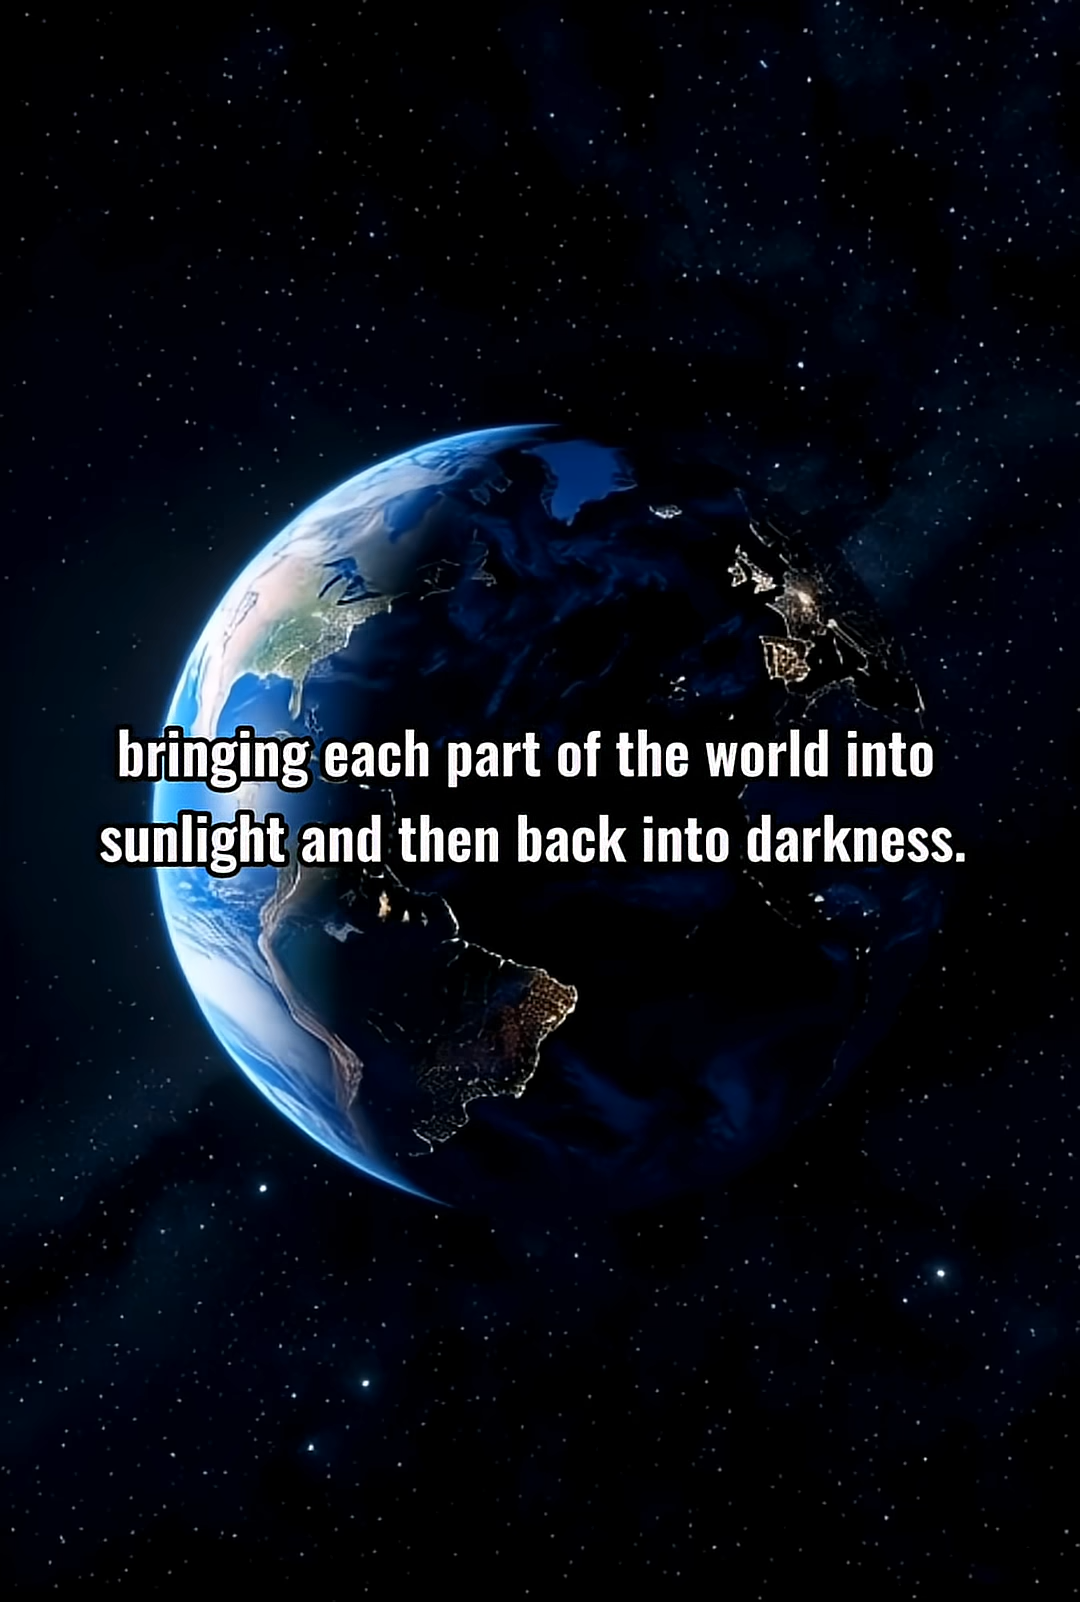 bringing each part of the world into
sunlight and then back into darkness.